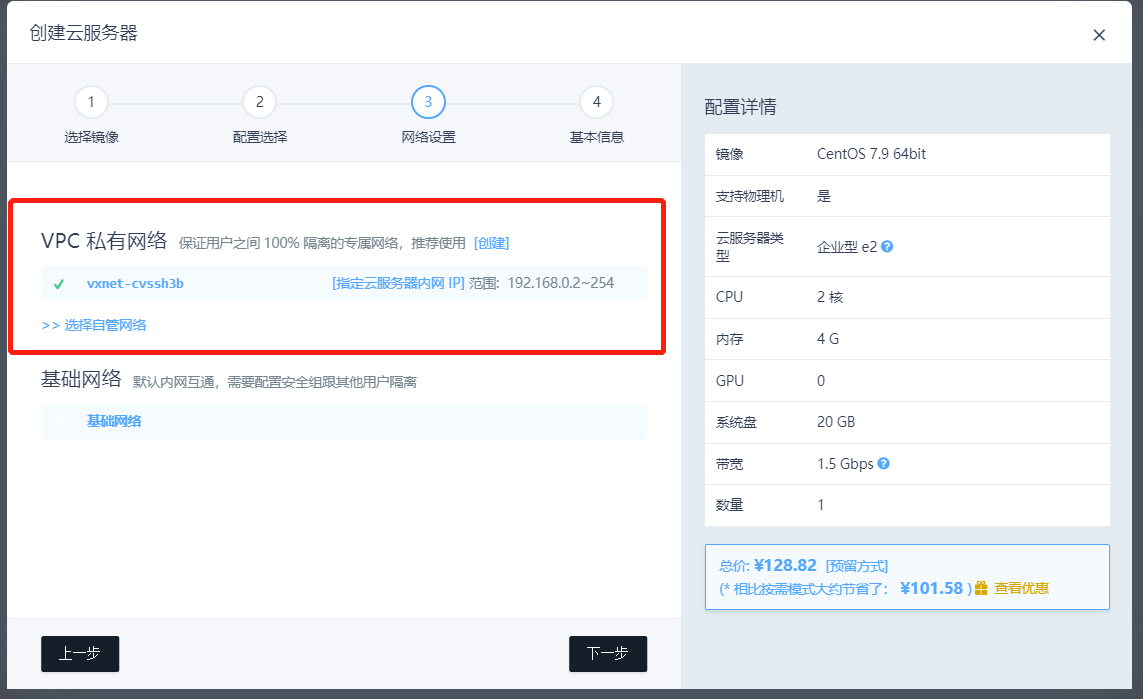 创建云服务器
1 2 3 4
选择镜像 配置选择 网络设置 基本信息
VPC 私有网络 保证用户之间 100% 隔离的专属网络，推荐使用 [创建]
vxnet-cvssh3b [指定云服务器内网 IP] 范围: 192.168.0.2~254
>> 选择自管网络
基础网络 默认内网互通，需要配置安全组跟其他用户隔离
基础网络
上一步 下一步
配置详情
镜像 CentOS 7.9 64bit
支持物理机 是
云服务器类型 企业型 e2
CPU 2 核
内存 4 G
GPU 0
系统盘 20 GB
带宽 1.5 Gbps
数量 1
总价: ¥128.82 [预留方式]
(* 相比按需模式大约节省了: ¥101.58 ) 查看优惠